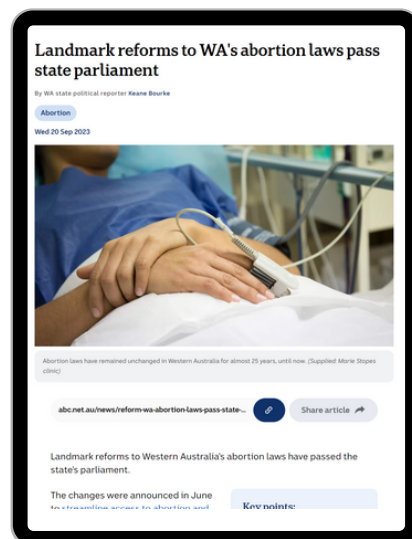 Landmark reforms to WA's abortion laws pass
state parliament
By WA state political reporter Keane Bourke
Abortion
Wed 20 Sep 2023
Abortion laws have remained unchanged in Western Australia for almost 25 years, until now. (Supplied: Marie Stopes
clinic)
abc.net.au/news/reform-wa-abortion-laws-pass-state-...
Share article
Landmark reforms to Western Australia's abortion laws have passed the
state's parliament.
The changes were announced in June
to streamline access to abortion and
Key points: